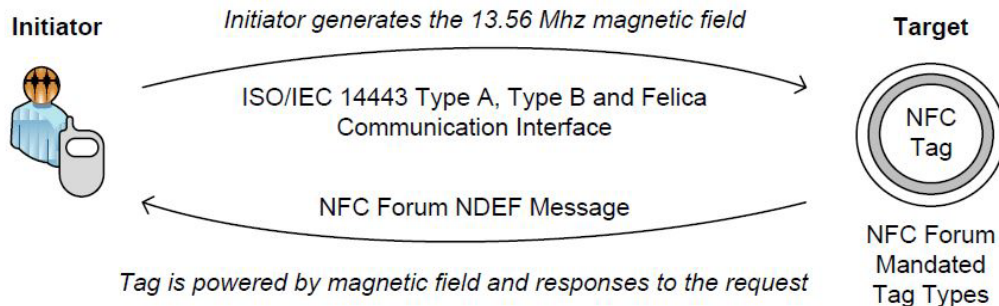 Initiator generates the 13.56 Mhz magnetic field
Initiator
Target
ISO/IEC 14443 Type A, Type B and Felica
Communication Interface
NFC
Tag
NFC Forum NDEF Message
NFC Forum
Mandated
Tag Types
Tag is powered by magnetic field and responses to the request